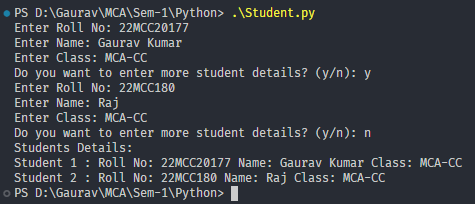 PS D:\Gaurav\MCA\Sem-1\Python> .\Student.py
Enter Roll No: 22MCC20177
Enter Name: Gaurav Kumar
Enter Class: MCA-CC
Do you want to enter more student details? (y/n): y
Enter Roll No: 22MCC180
Enter Name: Raj
Enter Class: MCA-CC
Do you want to enter more student details? (y/n): n
Students Details:
Student 1 : Roll No: 22MCC20177 Name: Gaurav Kumar Class: MCA-CC
Student 2 : Roll No: 22MCC180 Name: Raj Class: MCA-CC
PS D:\Gaurav\MCA\Sem-1\Python>